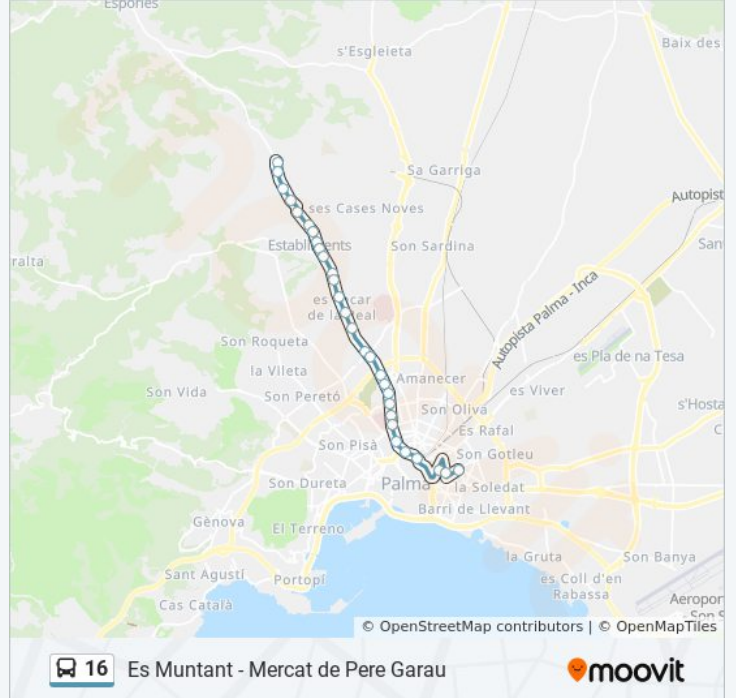 Esporles
s'Esgleieta
Baix des
Sa Garriga
Autopist
ses Cases Noves
Establiments
Son Sardina
San
ralta
es
car
de la
eal
Autopista Palma - Inca
Son Roqueta
es Pla de na Tesa
la Vileta
Amanecer
Son Vida
Son Peretó
es Viver
s'Hosta
Son Oliva
C
Es Rafal
Son Pisà
Son Gotleu
Son Dureta
Palma
la Soledat
Barri de Llevant
Gènova
El Terreno
la Gruta
Son Banya
Sant Agustí
Portopí
es Coll d'en
Rabassa
Cas Català
Aeropor
Son S
© OpenStreetMap contributors | © OpenMapTiles
16 Es Muntant - Mercat de Pere Garau
moovit